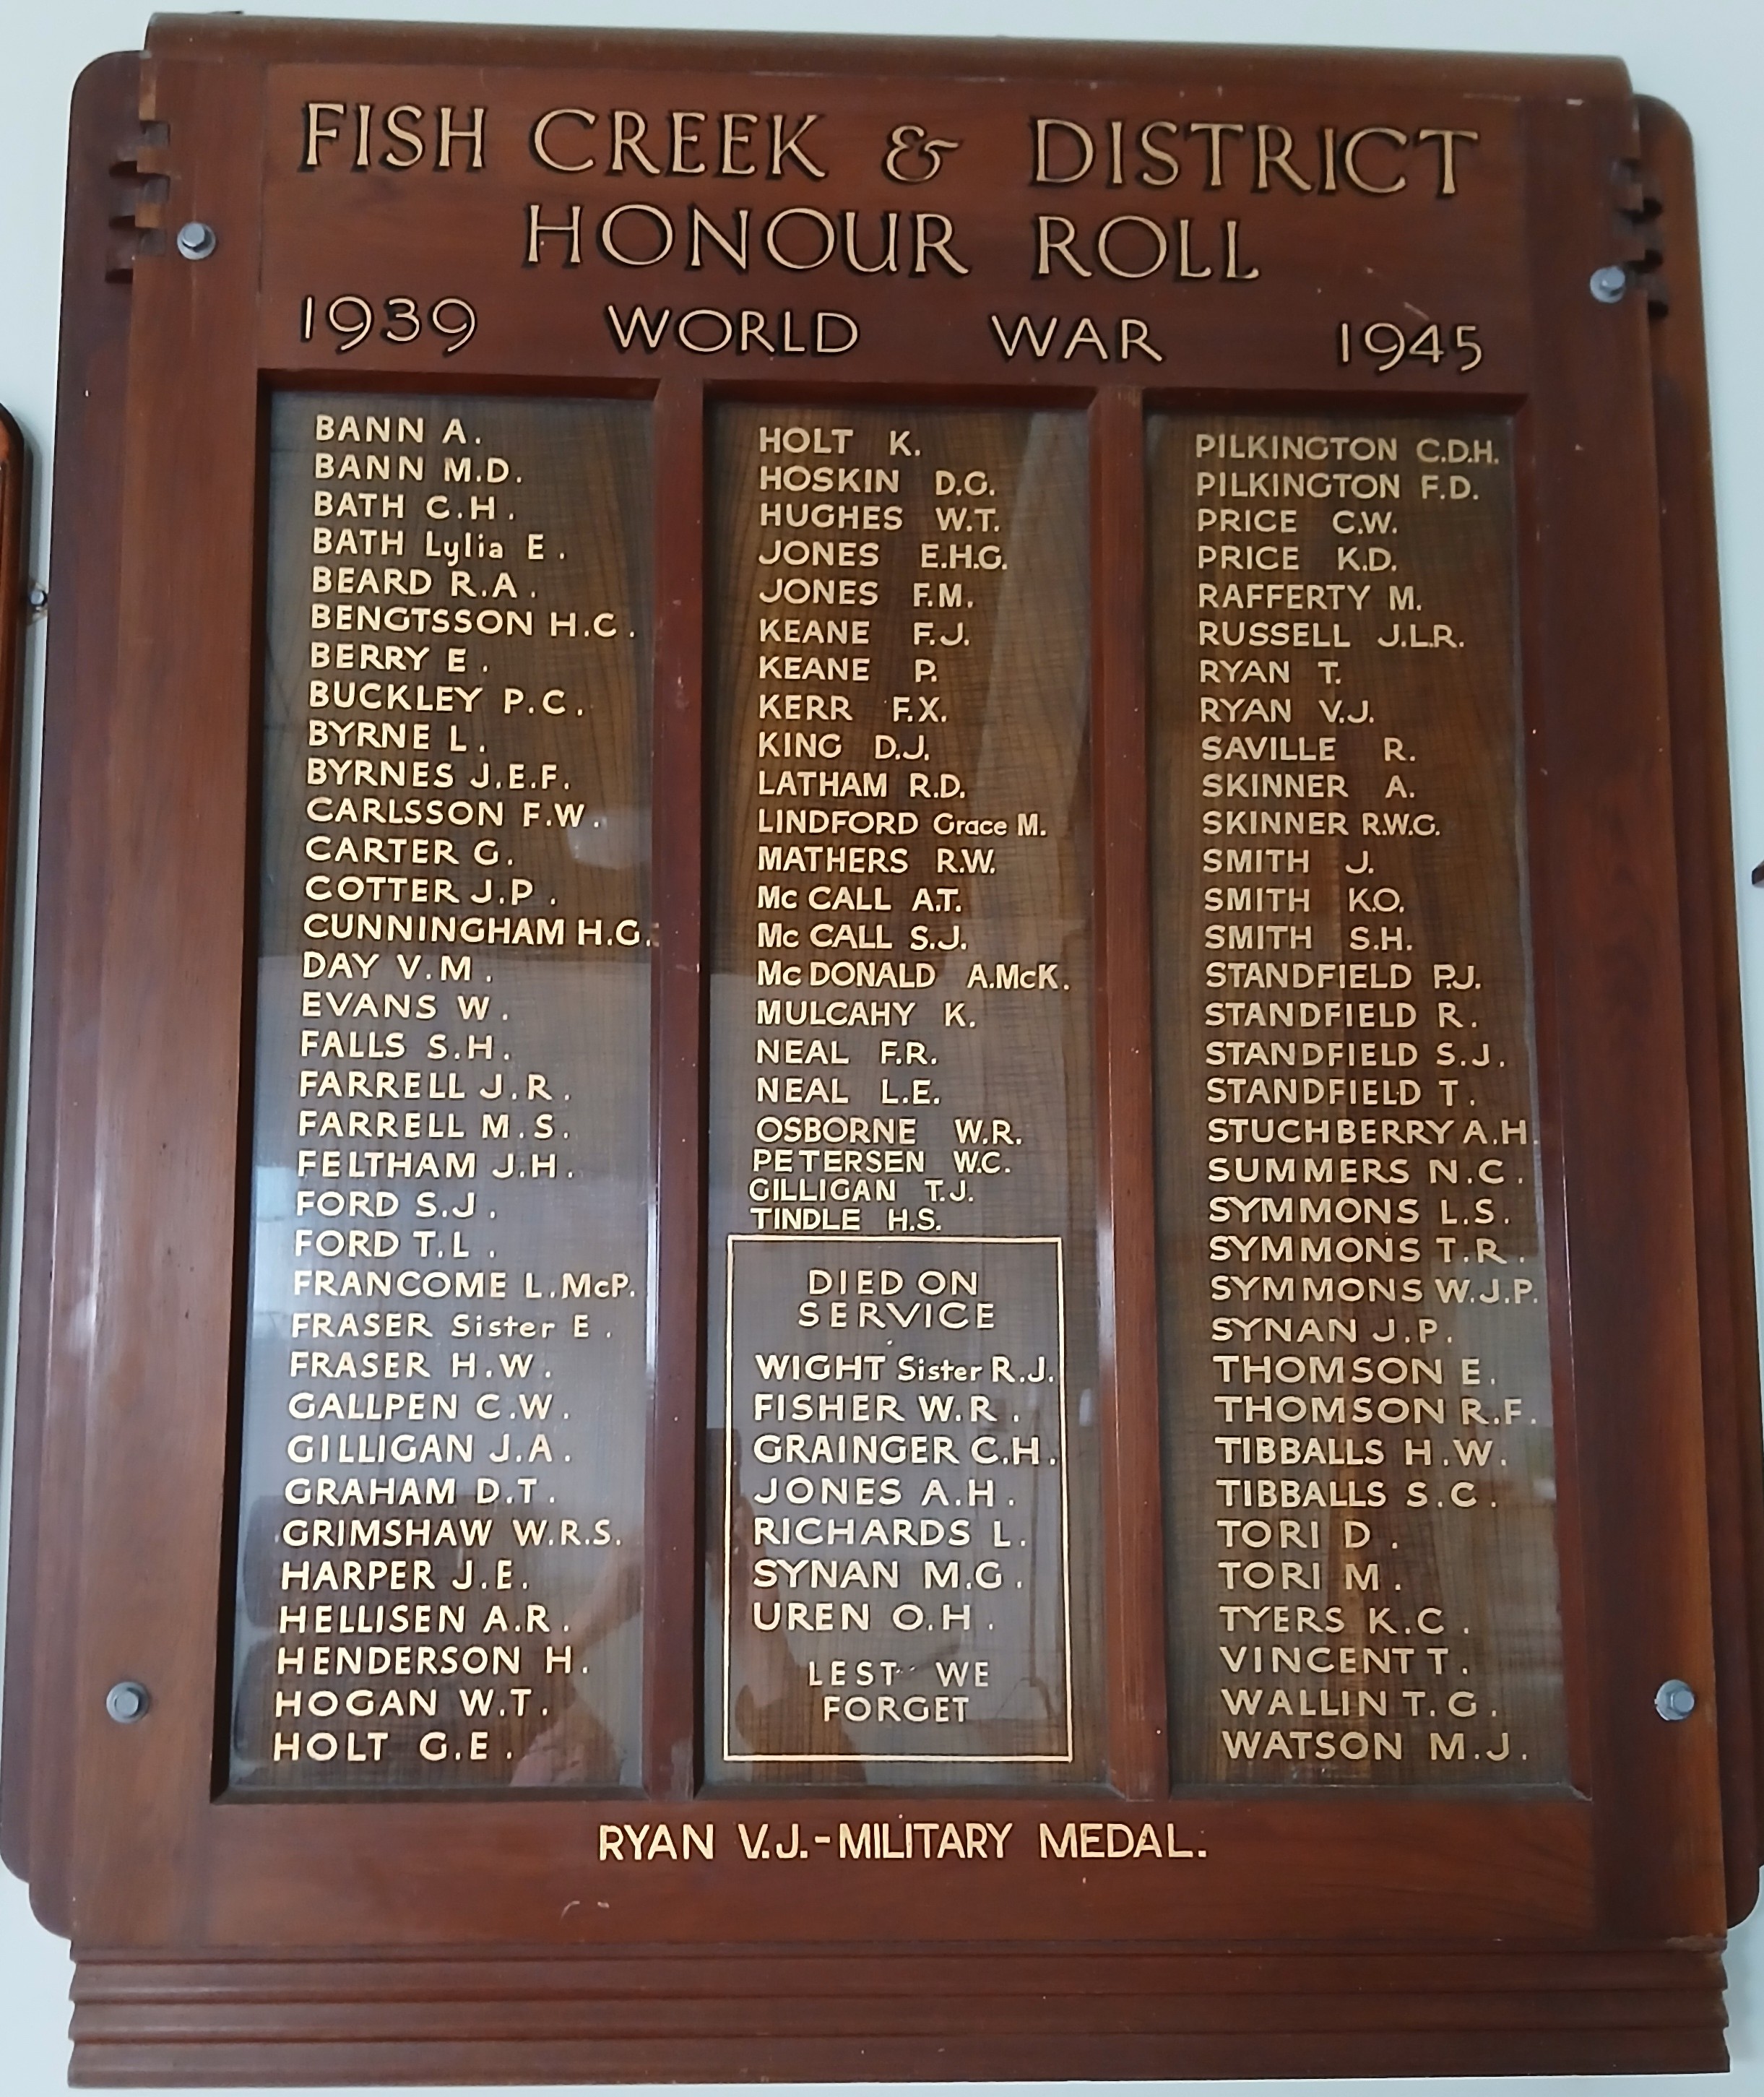 FISH CREEK & DISTRICT
HONOUR ROLL
1939 WORLD WAR 1945
BANN A.
BANN M.D.
BATH C.H.
BATH Lylia E.
BEARD R.A.
BENGTSSON H.C.
BERRY E.
BUCKLEY P.C.
BYRNE L.
BYRNES J.E.F.
CARLSSON F.W.
CARTER G.
COTTER J.P.
CUNNINGHAM H.G.
DAY V.M.
EVANS W.
FALLS S.H.
FARRELL J.R.
FARRELL M.S.
FELTHAM J.H.
FORD S.J.
FORD T.L.
FRANCOME L.McP.
FRASER Sister E.
FRASER H.W.
GALLPEN C.W.
GILLIGAN J.A.
GRAHAM D.T.
GRIMSHAW W.R.S.
HARPER J.E.
HELLISEN A.R.
HENDERSON H.
HOGAN W.T.
HOLT G.E.
HOLT K.
HOSKIN D.G.
HUGHES W.T.
JONES E.H.G.
JONES F.M.
KEANE F.J.
KEANE P.
KERR F.X.
KING D.J.
LATHAM R.D.
LINDFORD Grace M.
MATHERS R.W.
Mc CALL A.T.
Mc CALL S.J.
Mc DONALD A.McK.
MULCAHY K.
NEAL F.R.
NEAL L.E.
OSBORNE W.R.
PETERSEN W.C.
GILLIGAN T.J.
TINDLE H.S.
DIED ON
SERVICE
WIGHT Sister R.J.
FISHER W.R.
GRAINGER C.H.
JONES A.H.
RICHARDS L.
SYNAN M.G.
UREN O.H.
LEST WE
FORGET
PILKINGTON C.D.H.
PILKINGTON F.D.
PRICE C.W.
PRICE K.D.
RAFFERTY M.
RUSSELL J.L.R.
RYAN T.
RYAN V.J.
SAVILLE R.
SKINNER A.
SKINNER R.W.G.
SMITH J.
SMITH K.O.
SMITH S.H.
STANDFIELD P.J.
STANDFIELD R.
STANDFIELD S.J.
STANDFIELD T.
STUCHBERRY A.H.
SUMMERS N.C.
SYMMONS L.S.
SYMMONS T.R.
SYMMONS W.J.P.
SYNAN J.P.
THOMSON E.
THOMSON R.F.
TIBBALLS H.W.
TIBBALLS S.C.
TORI D.
TORI M.
TYERS K.C.
VINCENT T.
WALLIN T.G.
WATSON M.J.
RYAN V.J.-MILITARY MEDAL.